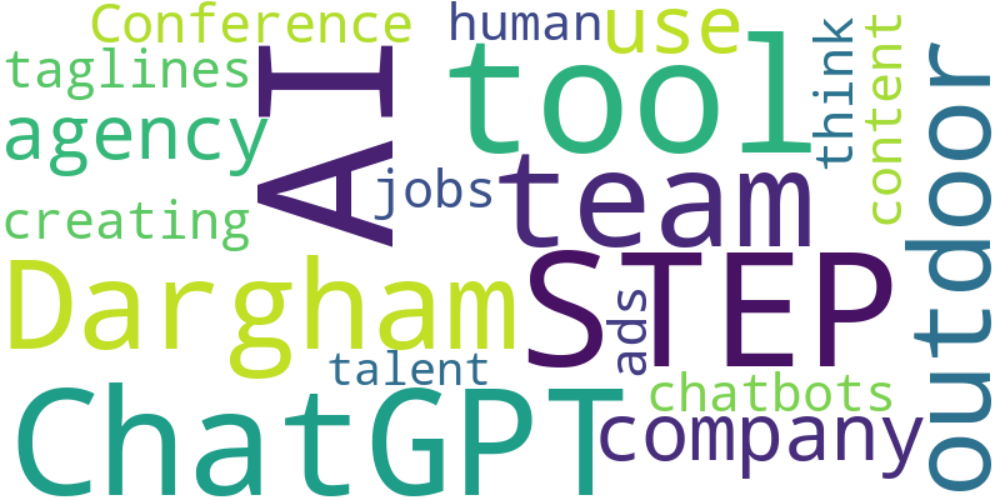 Conference
human
use
taglines
AI
tool
think
content
outdoor
agency
jobs
team
creating
Dargham
STEP
ads
talent
ChatGPT
chatbots
company